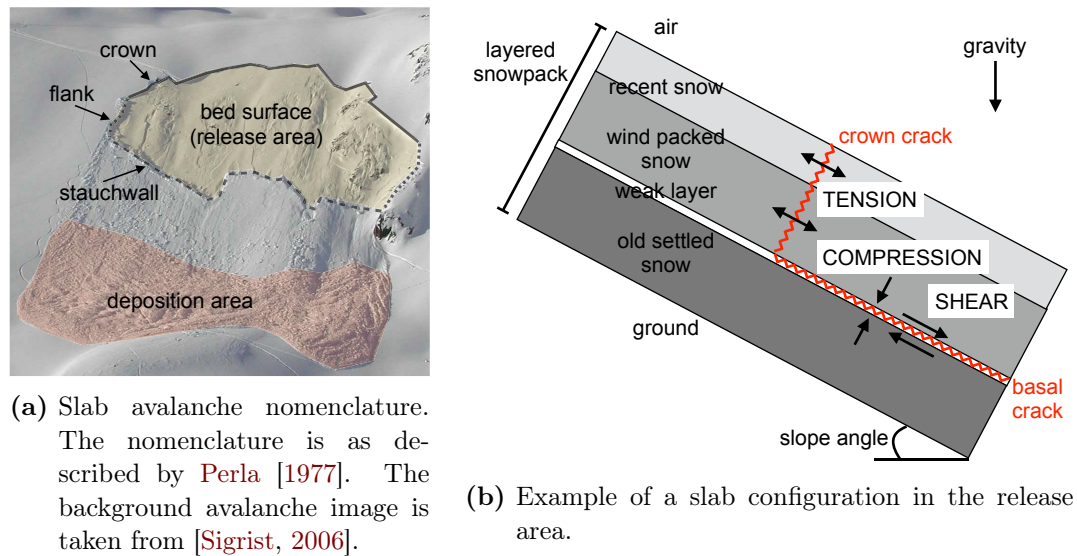 crown
flank
bed surface
(release area)
stauchwall
deposition area
(a) Slab avalanche nomenclature.
The nomenclature is as de-
scribed by Perla [1977]. The
background avalanche image is
taken from [Sigrist, 2006].
air
layered
snowpack
gravity
recent snow
crown crack
wind packed
snow
TENSION
weak layer
old settled
snow
COMPRESSION
SHEAR
ground
basal
crack
slope angle
(b) Example of a slab configuration in the release
area.